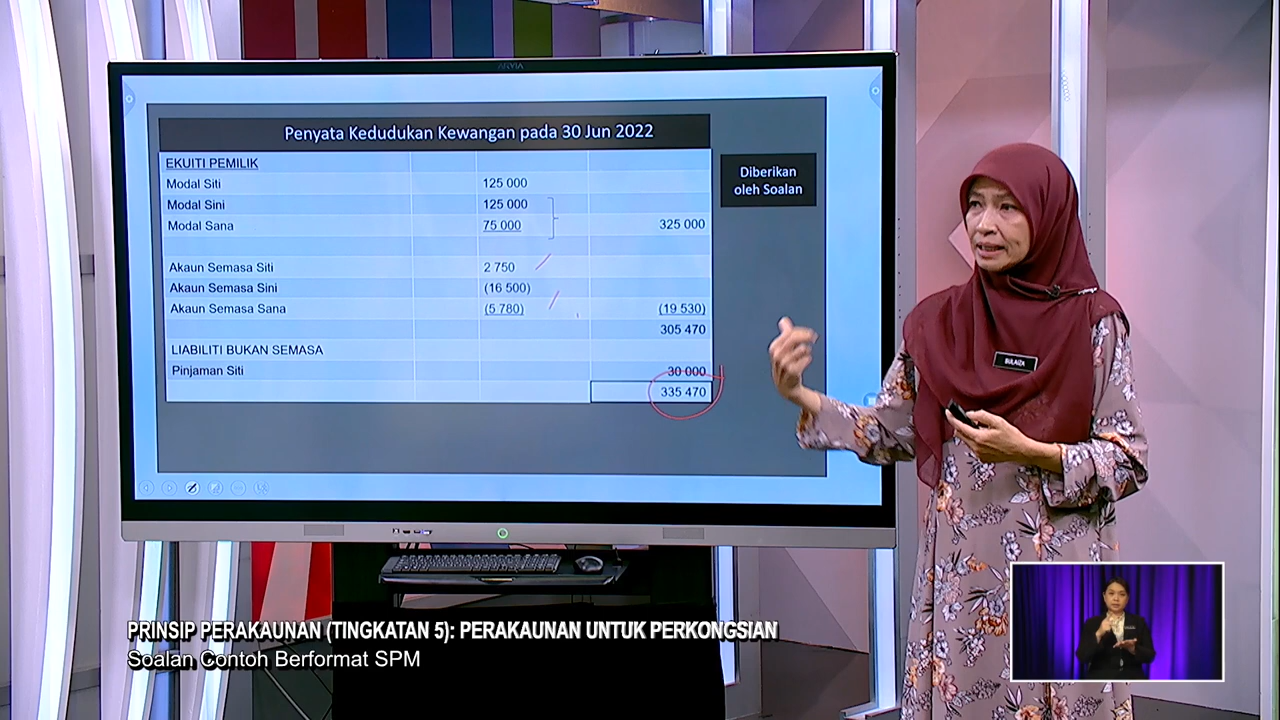 ARVIA
Penyata Kedudukan Kewangan pada 30 Jun 2022
EKUITI PEMILIK
Modal Siti 125 000
Modal Sini 125 000
Modal Sana 75 000 325 000
Akaun Semasa Siti 2 750
Akaun Semasa Sini (16 500)
Akaun Semasa Sana (5 780) (19 530)
305 470
LIABILITI BUKAN SEMASA
Pinjaman Siti 30 000
335 470
Diberikan
oleh Soalan
SULAIZA
PRINSIP PERAKAUNAN (TINGKATAN 5): PERAKAUNAN UNTUK PERKONGSIAN
Soalan Contoh Berformat SPM